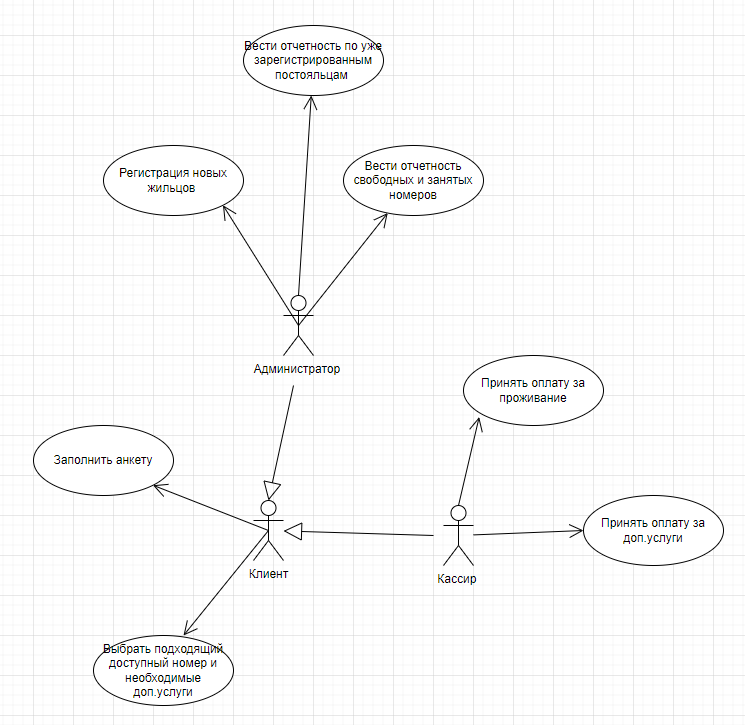 Вести отчетность по уже
зарегистрированным
постояльцам
Регистрация новых
жильцов
Вести отчетность
свободных и занятых
номеров
Администратор
Принять оплату за
проживание
Заполнить анкету
Принять оплату за
доп.услуги
Клиент
Кассир
Выбрать подходящий
доступный номер и
необходимые
доп.услуги